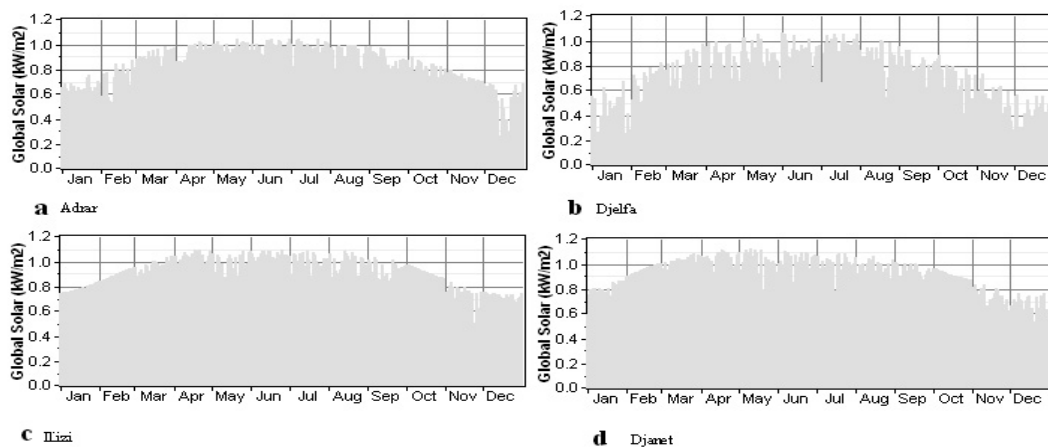 Global Solar (kW/m2)
1.2
1.0
0.8
0.6
0.4
0.2
0.0
Jan Feb Mar Apr May Jun Jul Aug Sep Oct Nov Dec
a Adrar
Global Solar (kW/m2)
1.2
1.0
0.8
0.6
0.4
0.2
0.0
Jan Feb Mar Apr May Jun Jul Aug Sep Oct Nov Dec
b Djelfa
Global Solar (kW/m2)
1.2
1.0
0.8
0.6
0.4
0.2
0.0
Jan Feb Mar Apr May Jun Jul Aug Sep Oct Nov Dec
c Illizi
Global Solar (kW/m2)
1.2
1.0
0.8
0.6
0.4
0.2
0.0
Jan Feb Mar Apr May Jun Jul Aug Sep Oct Nov Dec
d Djanet